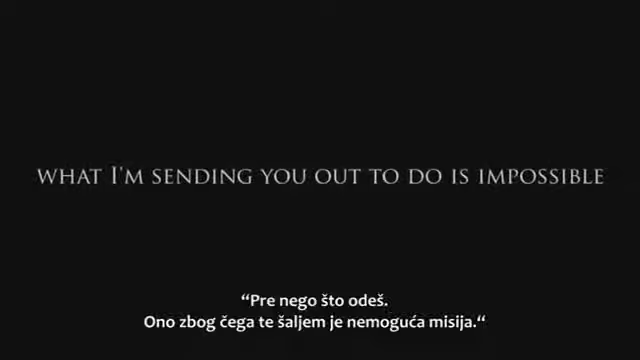 WHAT I'M SENDING YOU OUT TO DO IS IMPOSSIBLE
“Pre nego što odeš.
Ono zbog čega te šaljem je nemoguća misija.“